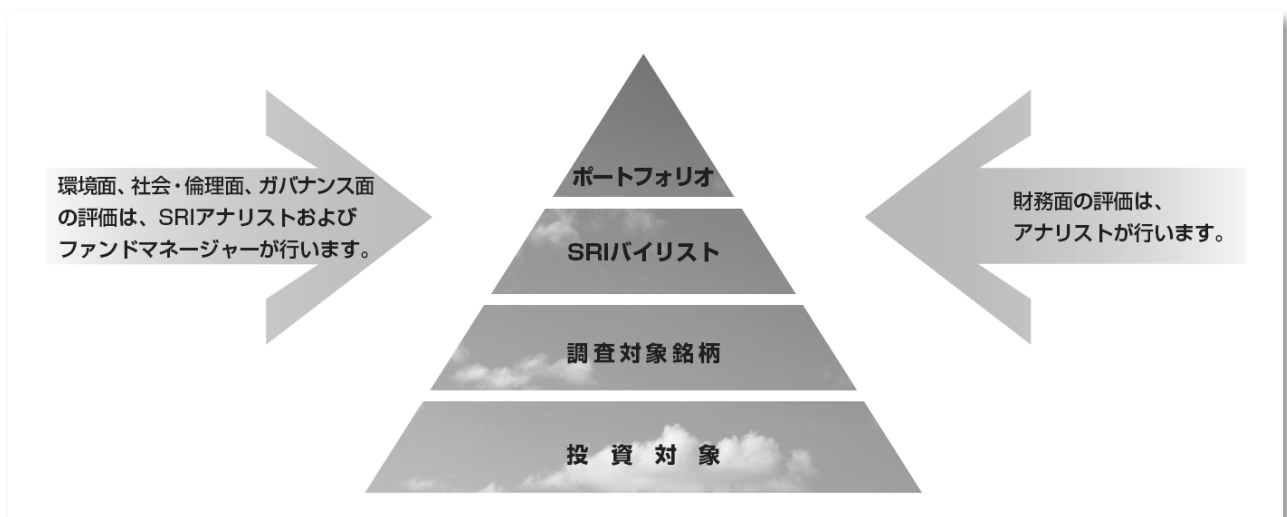 環境面、社会・倫理面、ガバナンス面
の評価は、SRIアナリストおよび
ファンドマネージャーが行います。
ポートフォリオ
SRIバイリスト
調査対象銘柄
投資対象
財務面の評価は、
アナリストが行います。